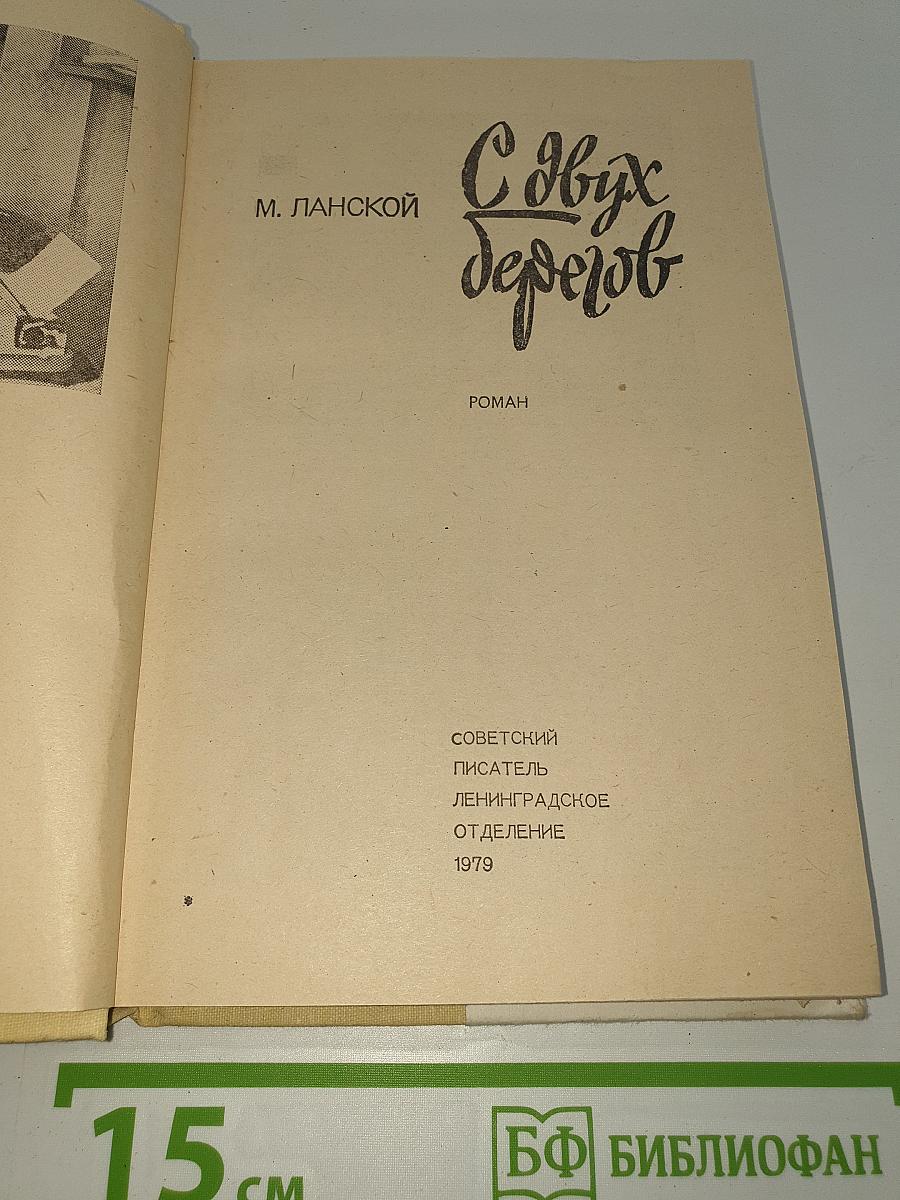 М. ЛАНСКОЙ
С двух
берегов
РОМАН
СОВЕТСКИЙ
ПИСАТЕЛЬ
ЛЕНИНГРАДСКОЕ
ОТДЕЛЕНИЕ
1979
15 см
БФ БИБЛИОФАН